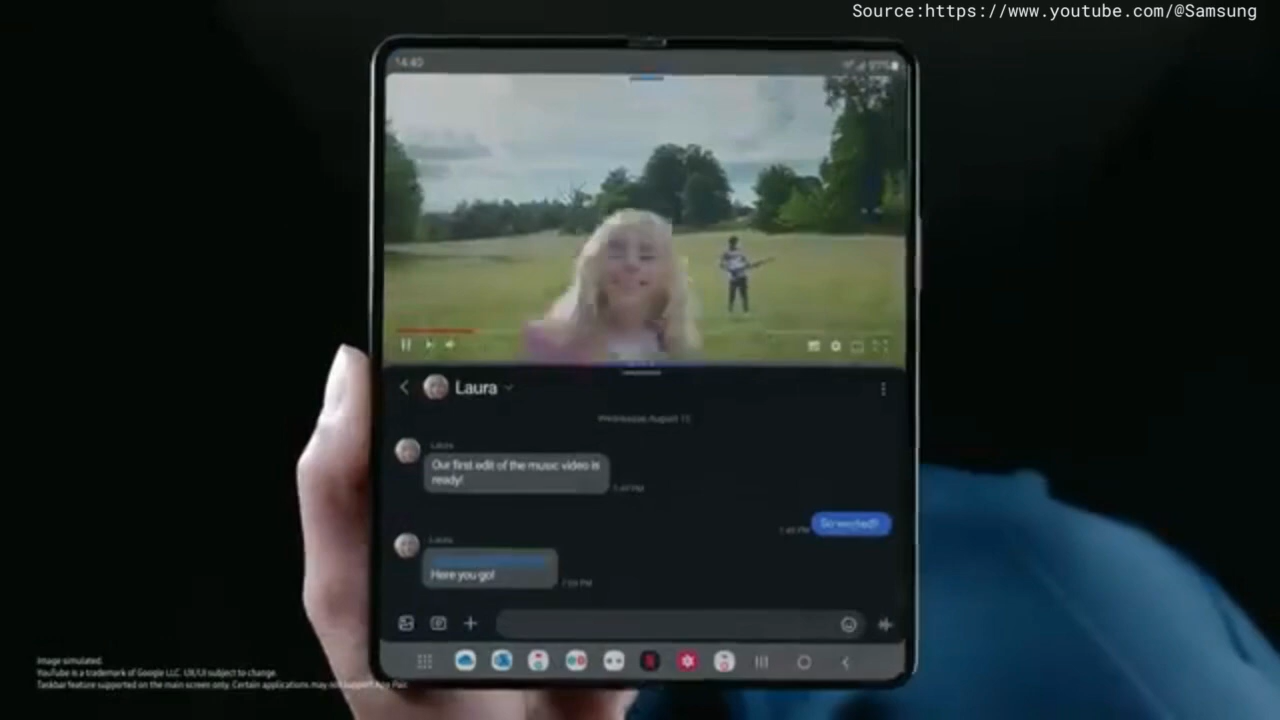 Source:https://www.youtube.com/@Samsung
14:40
Laura
Laura
Our first edit of the music video is
ready!
Laura
Here you go!
Image simulated.
YouTube is a trademark of Google LLC. UX/UI subject to change.
Taskbar feature supported on the main screen only. Certain applications may not support App Pair.